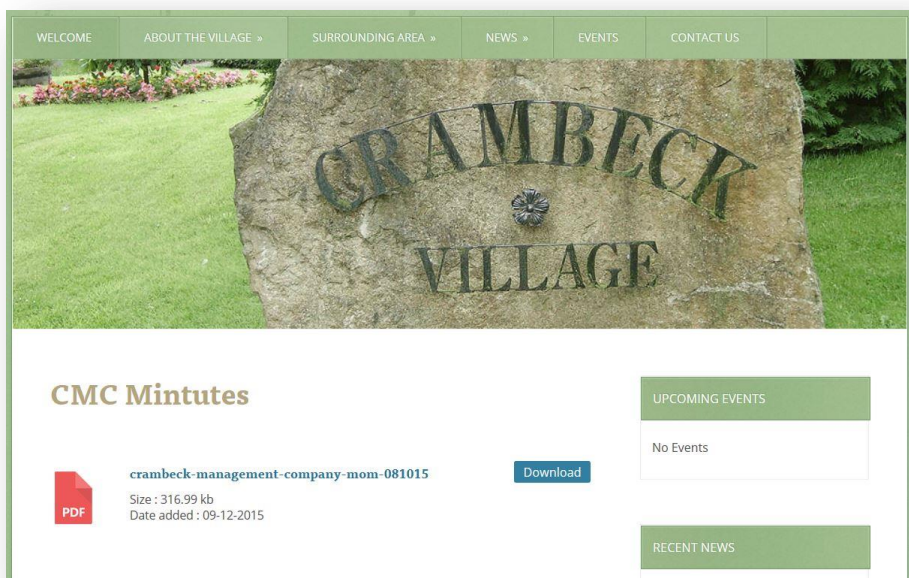 WELCOME
ABOUT THE VILLAGE »
SURROUNDING AREA »
NEWS »
EVENTS
CONTACT US
CRAMBECK
VILLAGE
CMC Mintutes
crambeck-management-company-mom-081015
Download
PDF
Size : 316.99 kb
Date added : 09-12-2015
UPCOMING EVENTS
No Events
RECENT NEWS